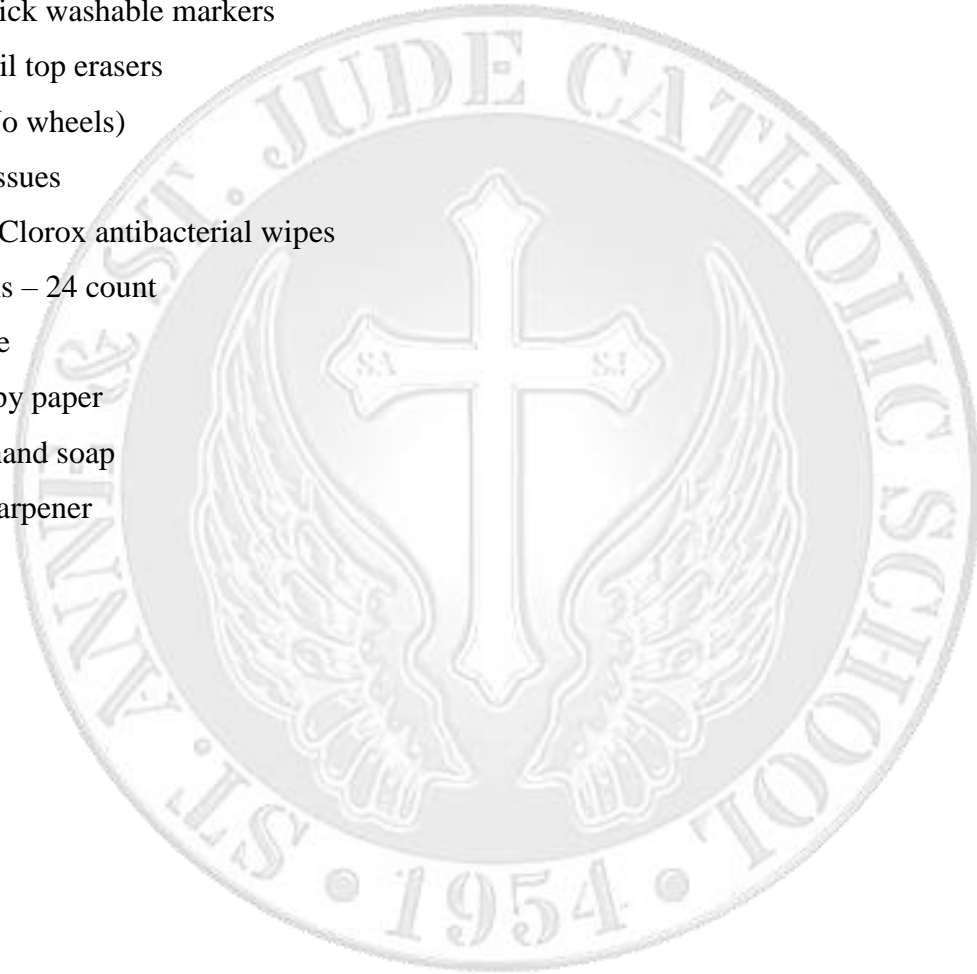 ick washable markers
il top erasers
o wheels)
ssues
Clorox antibacterial wipes
s – 24 count
e
py paper
hand soap
arpener
ST. ANNE & ST. JUDE CATHOLIC SCHOOL
• 1954 •
SA SJ